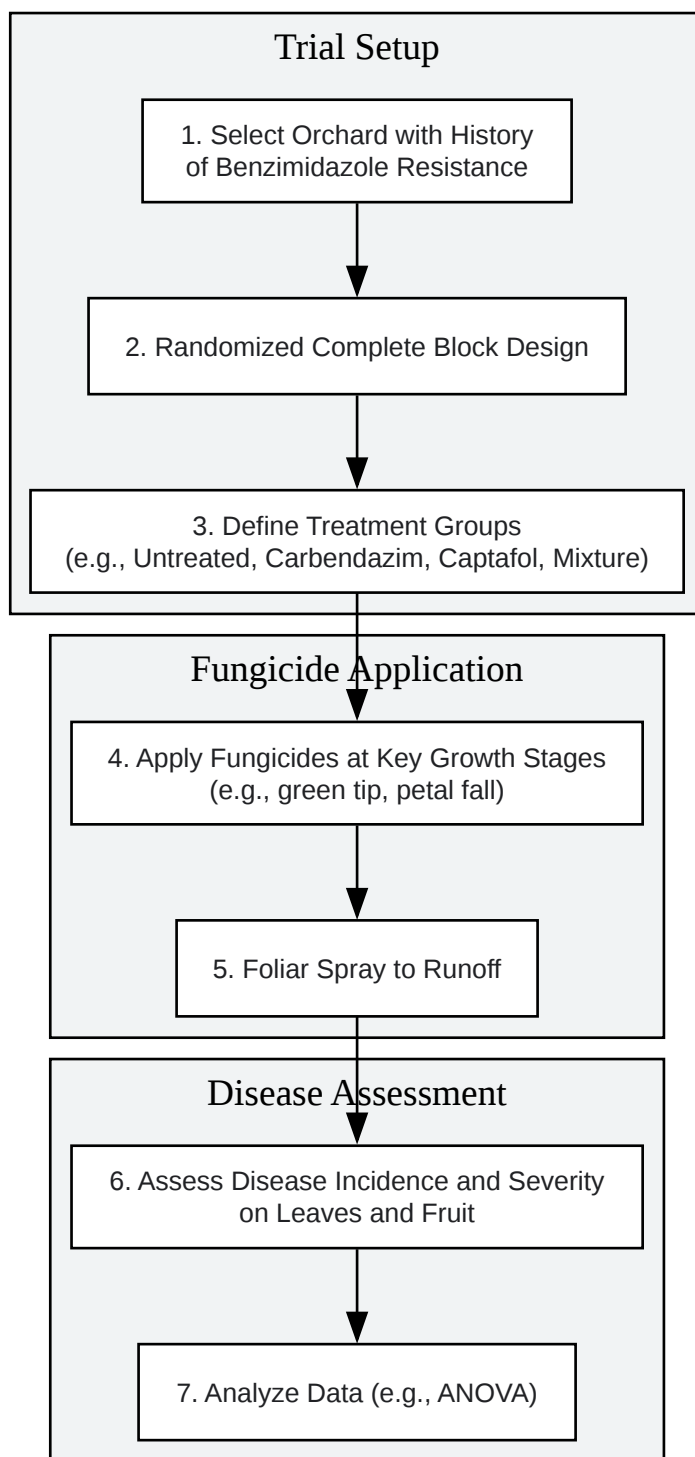 Trial Setup
1. Select Orchard with History
of Benzimidazole Resistance
2. Randomized Complete Block Design
3. Define Treatment Groups
(e.g., Untreated, Carbendazim, Captafol, Mixture)
Fungicide Application
4. Apply Fungicides at Key Growth Stages
(e.g., green tip, petal fall)
5. Foliar Spray to Runoff
Disease Assessment
6. Assess Disease Incidence and Severity
on Leaves and Fruit
7. Analyze Data (e.g., ANOVA)